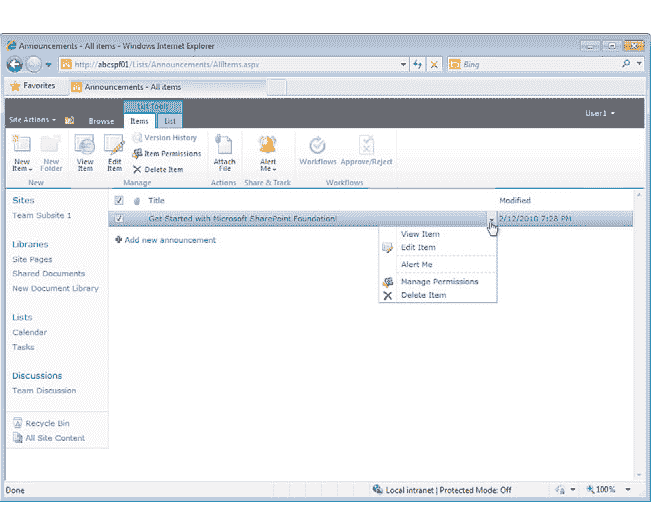 Announcements - All items - Windows Internet Explorer
http://abcspf01/Lists/Announcements/AllItems.aspx
Bing
Favorites
Announcements - All items
Site Actions
Browse
Items
List
User1
New Item
New Folder
View Item
Edit Item
Version History
Item Permissions
Delete Item
Attach File
Alert Me
Workflows
Approve/Reject
New
Manage
Actions
Share & Track
Workflows
Sites
Team Subsite 1
Libraries
Site Pages
Shared Documents
New Document Library
Lists
Calendar
Tasks
Discussions
Team Discussion
Recycle Bin
All Site Content
Title
Modified
Get Started with Microsoft SharePoint Foundation!
2/12/2010 7:28 PM
Add new announcement
View Item
Edit Item
Alert Me
Manage Permissions
Delete Item
Done
Local intranet | Protected Mode: Off
100%